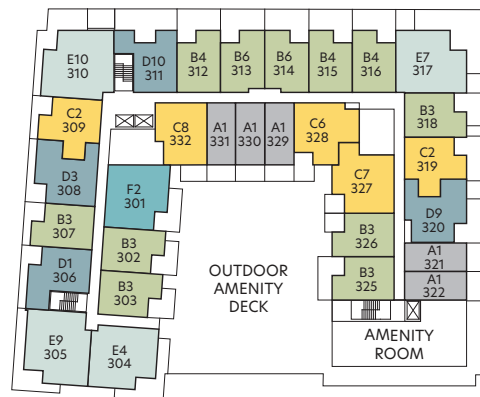 E10
310
D10
311
B4
312
B6
313
B6
314
B4
315
B4
316
E7
317
C2
309
C8
332
A1
331
A1
330
A1
329
C6
328
B3
318
D3
308
F2
301
C7
327
C2
319
B3
307
B3
302
B3
326
D9
320
D1
306
B3
303
OUTDOOR
AMENITY
DECK
B3
325
A1
321
A1
322
E9
305
E4
304
AMENITY
ROOM